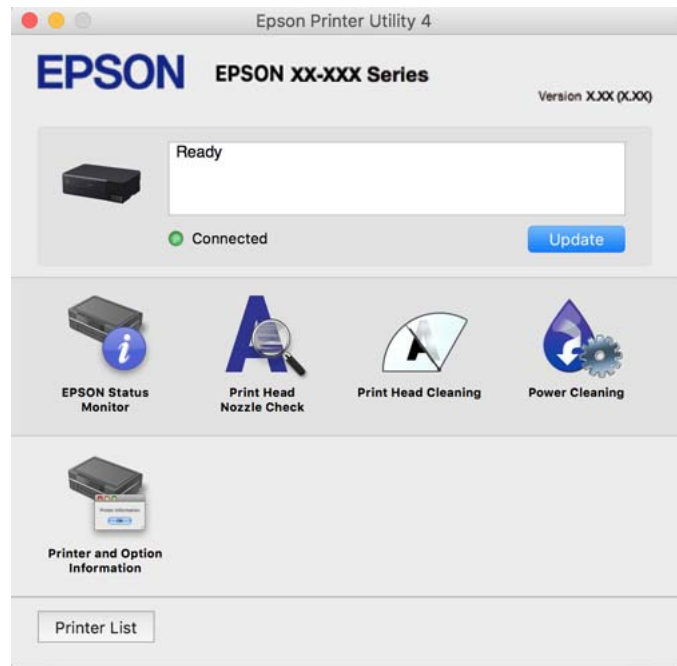 Epson Printer Utility 4
EPSON
EPSON XX-XXX Series
Version X.XX (X.XX)
Ready
Connected
Update
EPSON Status
Monitor
Print Head
Nozzle Check
Print Head Cleaning
Power Cleaning
Printer and Option
Information
Printer List